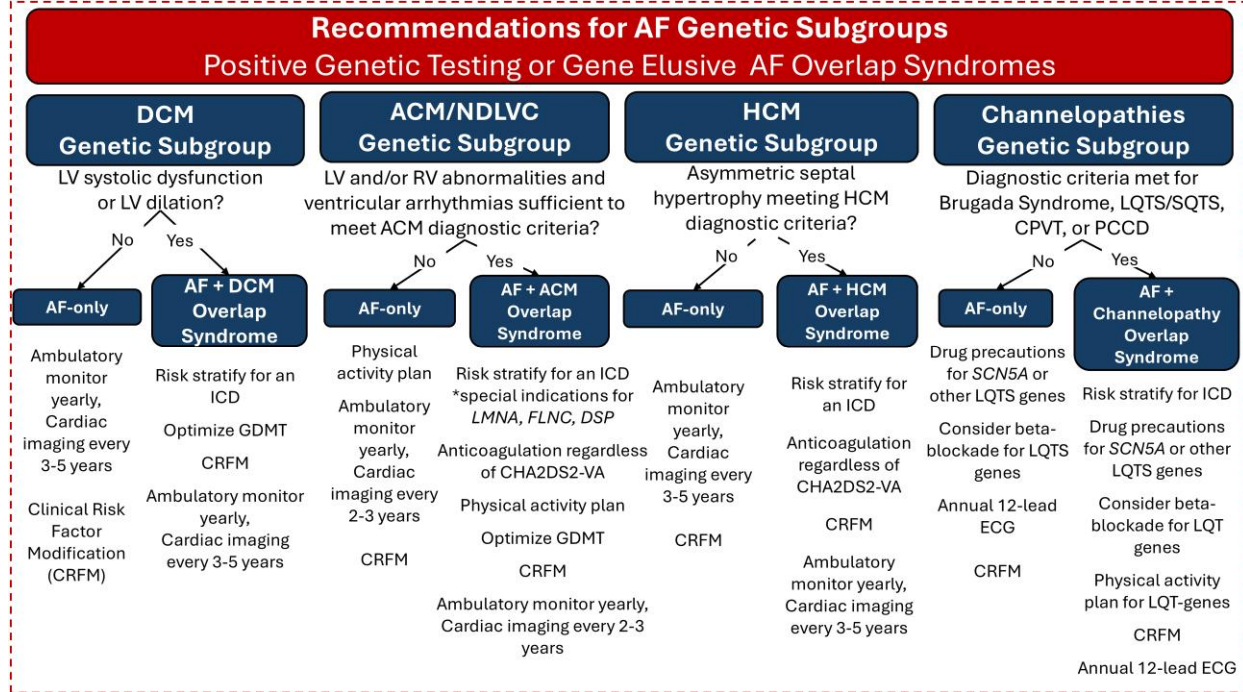 Recommendations for AF Genetic Subgroups
Positive Genetic Testing or Gene Elusive AF Overlap Syndromes
DCM
Genetic Subgroup
LV systolic dysfunction
or LV dilation?
No
Yes
AF-only
Ambulatory
monitor
yearly,
Cardiac
imaging every
3-5 years
Clinical Risk
Factor
Modification
(CRFM)
AF + DCM
Overlap
Syndrome
Risk stratify for an
ICD
Optimize GDMT
CRFM
Ambulatory monitor
yearly,
Cardiac imaging
every 3-5 years
ACM/NDLVC
Genetic Subgroup
LV and/or RV abnormalities and
ventricular arrhythmias sufficient to
meet ACM diagnostic criteria?
No
Yes
AF-only
Physical
activity plan
Ambulatory
monitor
yearly,
Cardiac
imaging every
2-3 years
CRFM
AF + ACM
Overlap
Syndrome
Risk stratify for an ICD
*special indications for
LMNA, FLNC, DSP
Anticoagulation regardless
of CHA2DS2-VA
Physical activity plan
Optimize GDMT
CRFM
Ambulatory monitor yearly,
Cardiac imaging every 2-3
years
HCM
Genetic Subgroup
Asymmetric septal
hypertrophy meeting HCM
diagnostic criteria?
No
Yes
AF-only
Ambulatory
monitor
yearly,
Cardiac
imaging every
3-5 years
CRFM
AF + HCM
Overlap
Syndrome
Risk stratify for
an ICD
Anticoagulation
regardless of
CHA2DS2-VA
CRFM
Ambulatory
monitor yearly,
Cardiac imaging
every 3-5 years
Channelopathies
Genetic Subgroup
Diagnostic criteria met for
Brugada Syndrome, LQTS/SQTS,
CPVT, or PCCD
No
Yes
AF-only
Drug precautions
for SCN5A or
other LQTS genes
Consider beta-
blockade for LQTS
genes
Annual 12-lead
ECG
CRFM
AF +
Channelopathy
Overlap
Syndrome
Risk stratify for ICD
Drug precautions
for SCN5A or other
LQTS genes
Consider beta-
blockade for LQT
genes
Physical activity
plan for LQT-genes
CRFM
Annual 12-lead ECG